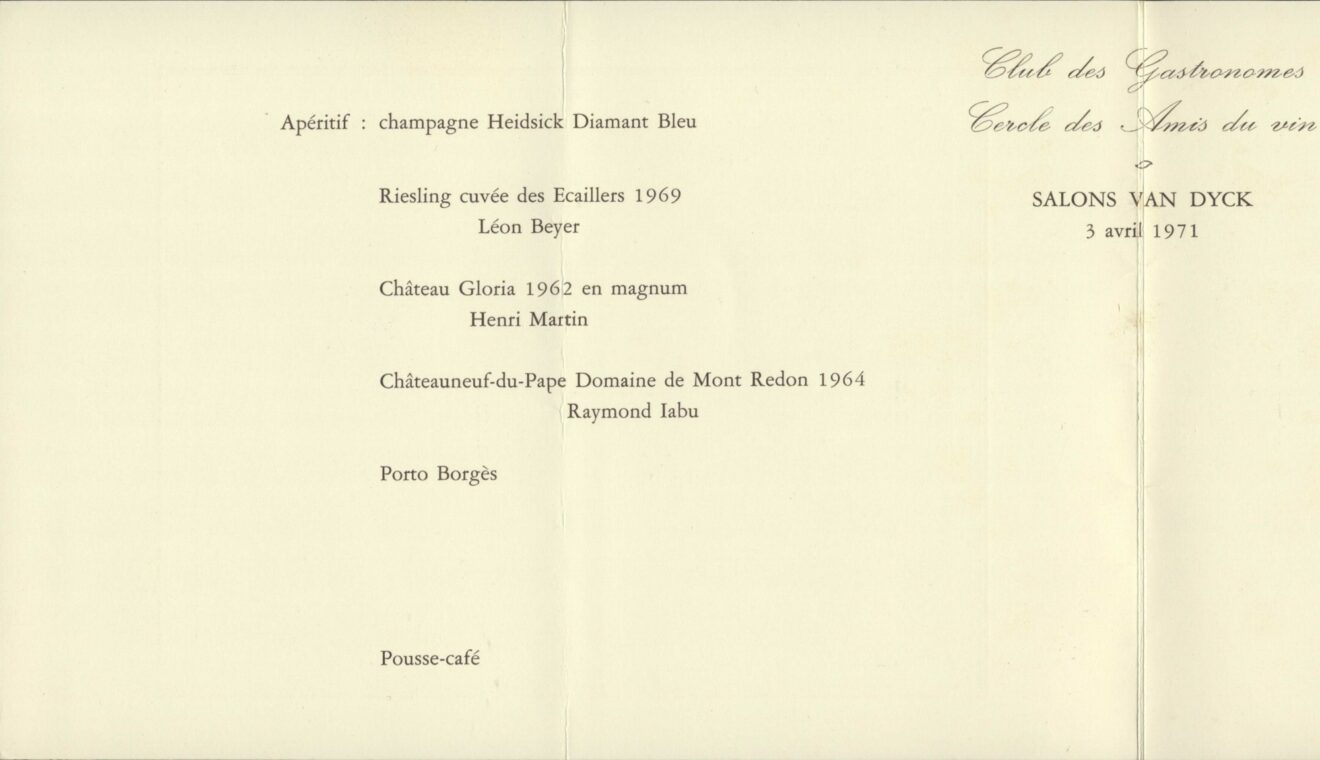 Apéritif : champagne Heidsick Diamant Bleu
Riesling cuvée des Ecaillers 1969
Léon Beyer
Château Gloria 1962 en magnum
Henri Martin
Châteauneuf-du-Pape Domaine de Mont Redon 1964
Raymond Iabu
Porto Borgès
Pousse-café
Club des Gastronomes
Cercle des Amis du vin
SALONS VAN DYCK
3 avril 1971